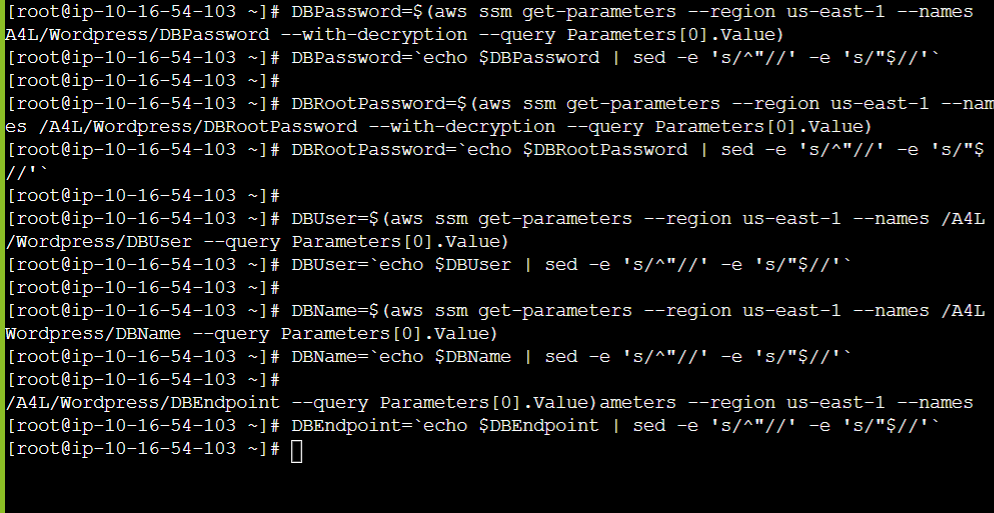 [root@ip-10-16-54-103 ~]# DBPassword=$(aws ssm get-parameters --region us-east-1 --names
A4L/Wordpress/DBPassword --with-decryption --query Parameters[0].Value)
[root@ip-10-16-54-103 ~]# DBPassword=`echo $DBPassword | sed -e 's/^"//' -e 's/"$//'`
[root@ip-10-16-54-103 ~]#
[root@ip-10-16-54-103 ~]# DBRootPassword=$(aws ssm get-parameters --region us-east-1 --nam
es /A4L/Wordpress/DBRootPassword --with-decryption --query Parameters[0].Value)
[root@ip-10-16-54-103 ~]# DBRootPassword=`echo $DBRootPassword | sed -e 's/^"//' -e 's/"$
//'`
[root@ip-10-16-54-103 ~]#
[root@ip-10-16-54-103 ~]# DBUser=$(aws ssm get-parameters --region us-east-1 --names /A4L
/Wordpress/DBUser --query Parameters[0].Value)
[root@ip-10-16-54-103 ~]# DBUser=`echo $DBUser | sed -e 's/^"//' -e 's/"$//'`
[root@ip-10-16-54-103 ~]#
[root@ip-10-16-54-103 ~]# DBName=$(aws ssm get-parameters --region us-east-1 --names /A4L
Wordpress/DBName --query Parameters[0].Value)
[root@ip-10-16-54-103 ~]# DBName=`echo $DBName | sed -e 's/^"//' -e 's/"$//'`
[root@ip-10-16-54-103 ~]#
/A4L/Wordpress/DBEndpoint --query Parameters[0].Value)ameters --region us-east-1 --names
[root@ip-10-16-54-103 ~]# DBEndpoint=`echo $DBEndpoint | sed -e 's/^"//' -e 's/"$//'`
[root@ip-10-16-54-103 ~]#